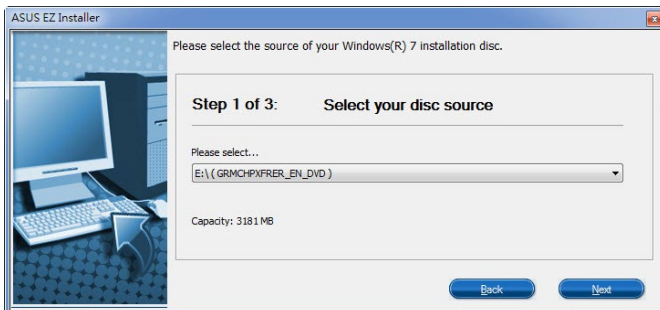 ASUS EZ Installer
Please select the source of your Windows(R) 7 installation disc.
Step 1 of 3: Select your disc source
Please select...
E:\ ( GRMCHPXFRER_EN_DVD )
Capacity: 3181 MB
Back Next